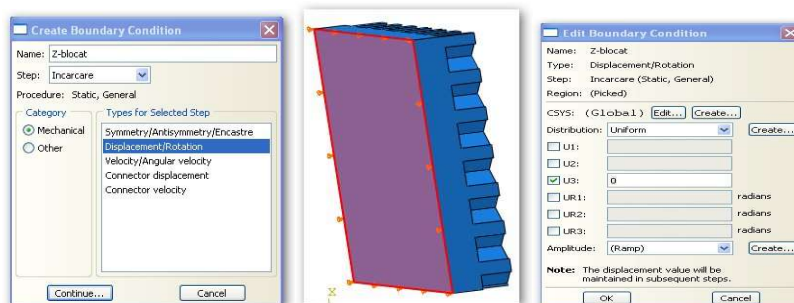 Create Boundary Condition
Name: Z-blocat
Step: Incarcare
Procedure: Static, General
Category
Mechanical
Other
Types for Selected Step
Symmetry/Antisymmetry/Encastre
Displacement/Rotation
Velocity/Angular velocity
Connector displacement
Connector velocity
Continue...
Cancel
X
Edit Boundary Condition
Name: Z-blocat
Type: Displacement/Rotation
Step: Incarcare (Static, General)
Region: (Picked)
CSYS: (Global) Edit... Create...
Distribution: Uniform Create...
U1:
U2:
U3: 0
UR1: radians
UR2: radians
UR3: radians
Amplitude: (Ramp) Create...
Note: The displacement value will be
maintained in subsequent steps.
OK
Cancel